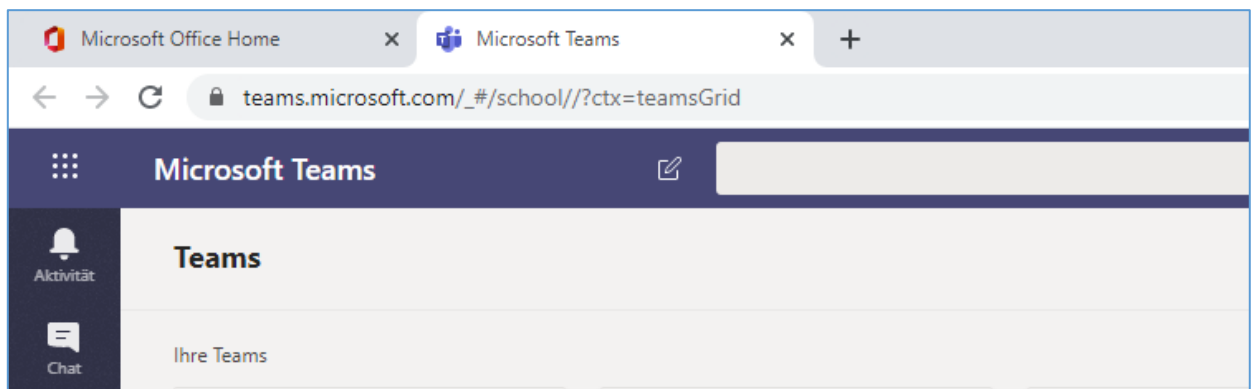 Microsoft Office Home Microsoft Teams
teams.microsoft.com/_#/school//?ctx=teamsGrid
Microsoft Teams
Aktivität
Teams
Chat
Ihre Teams